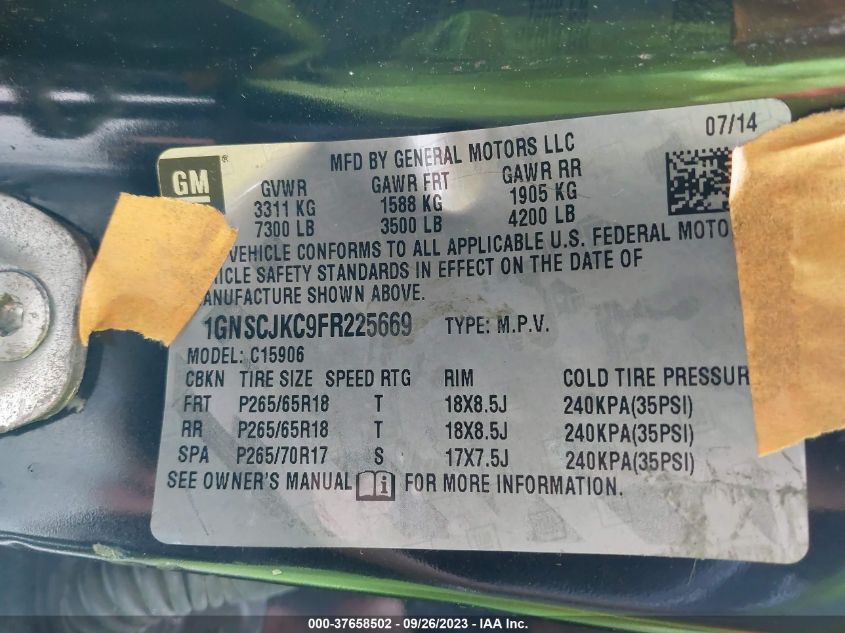 07/14
MFD BY GENERAL MOTORS LLC
GM ®
GVWR GAWR FRT GAWR RR
3311 KG 1588 KG 1905 KG
7300 LB 3500 LB 4200 LB
VEHICLE CONFORMS TO ALL APPLICABLE U.S. FEDERAL MOTO
HICLE SAFETY STANDARDS IN EFFECT ON THE DATE OF
ANUFACTURE SHOWN ABOVE.
1GNSCJKC9FR225669 TYPE: M.P.V.
MODEL: C15906
CBKN TIRE SIZE SPEED RTG RIM COLD TIRE PRESSUR
FRT P265/65R18 T 18X8.5J 240KPA(35PSI)
RR P265/65R18 T 18X8.5J 240KPA(35PSI)
SPA P265/70R17 S 17X7.5J 240KPA(35PSI)
SEE OWNER'S MANUAL i FOR MORE INFORMATION.
000-37658502 - 09/26/2023 - IAA Inc.